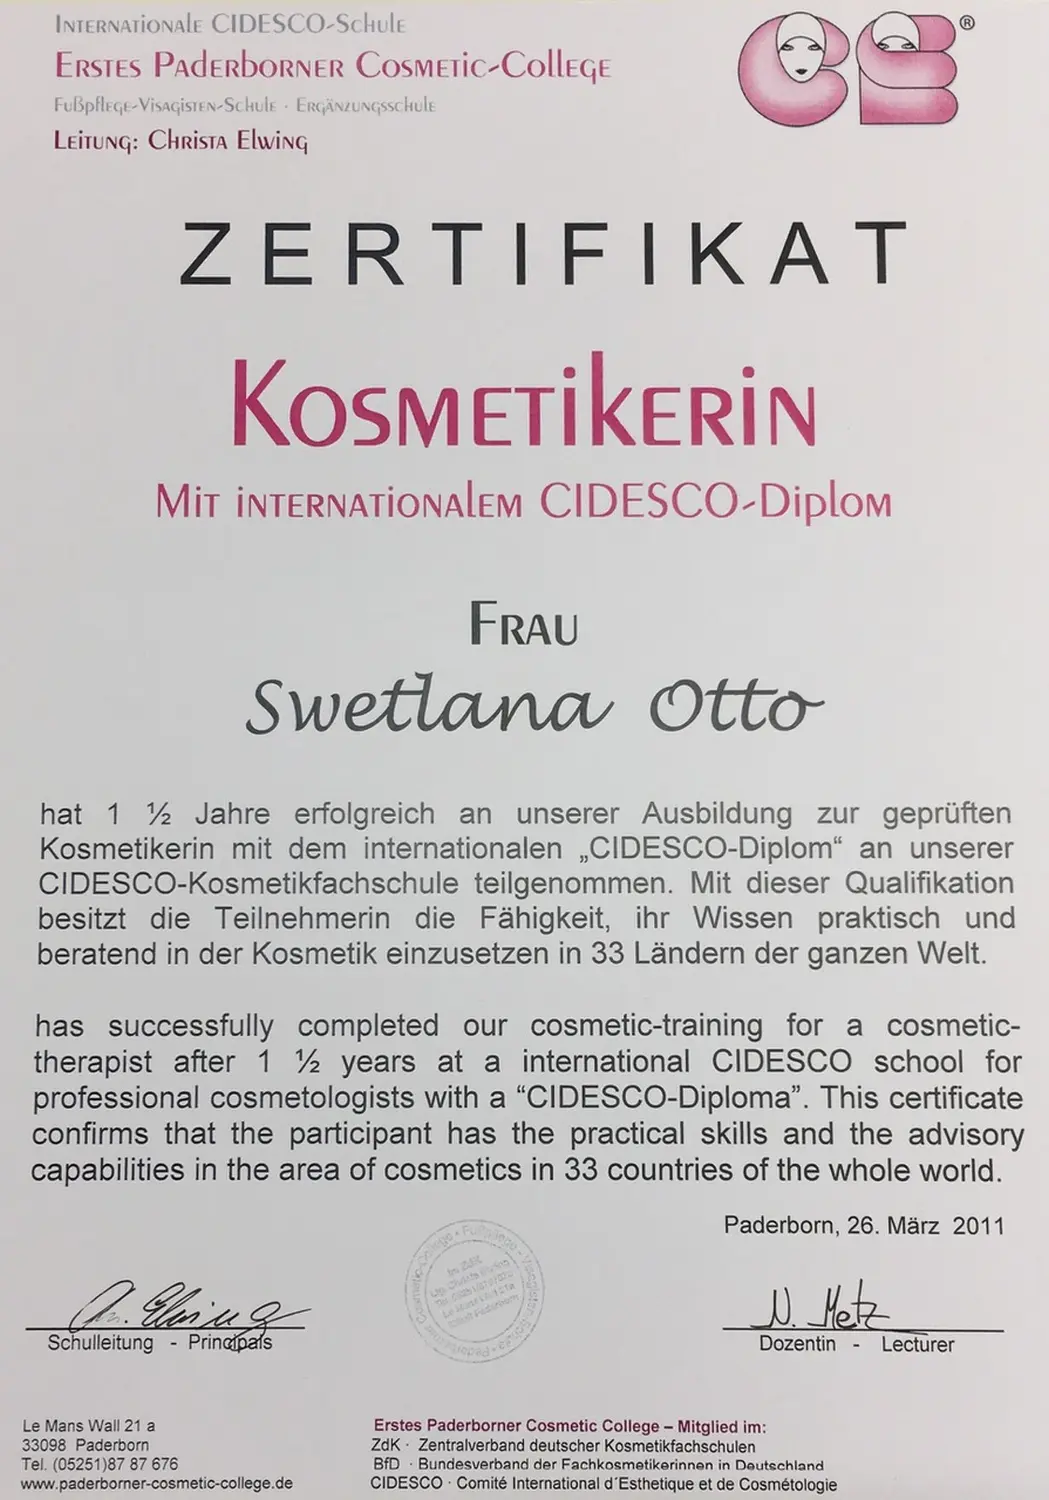 Internationale CIDESCO-Schule
Erstes Paderborner Cosmetic-College
Fußpflege-Visagisten-Schule · Ergänzungsschule
Leitung: Christa Elwing
CE®
ZERTIFIKAT
Kosmetikerin
Mit internationalem CIDESCO-Diplom
Frau
Swetlana Otto
hat 1 ½ Jahre erfolgreich an unserer Ausbildung zur geprüften
Kosmetikerin mit dem internationalen „CIDESCO-Diplom“ an unserer
CIDESCO-Kosmetikfachschule teilgenommen. Mit dieser Qualifikation
besitzt die Teilnehmerin die Fähigkeit, ihr Wissen praktisch und
beratend in der Kosmetik einzusetzen in 33 Ländern der ganzen Welt.
has successfully completed our cosmetic-training for a cosmetic-
therapist after 1 ½ years at a international CIDESCO school for
professional cosmetologists with a “CIDESCO-Diploma”. This certificate
confirms that the participant has the practical skills and the advisory
capabilities in the area of cosmetics in 33 countries of the whole world.
Paderborn, 26. März 2011
Ch. Elwing
N. Metz
Schulleitung - Principals
Dozentin - Lecturer
Le Mans Wall 21 a
33098 Paderborn
Tel. (05251)87 87 676
www.paderborner-cosmetic-college.de
Erstes Paderborner Cosmetic College – Mitglied im:
ZdK · Zentralverband deutscher Kosmetikfachschulen
BfD · Bundesverband der Fachkosmetikerinnen in Deutschland
CIDESCO · Comité International d´Esthetique et de Cosmétologie